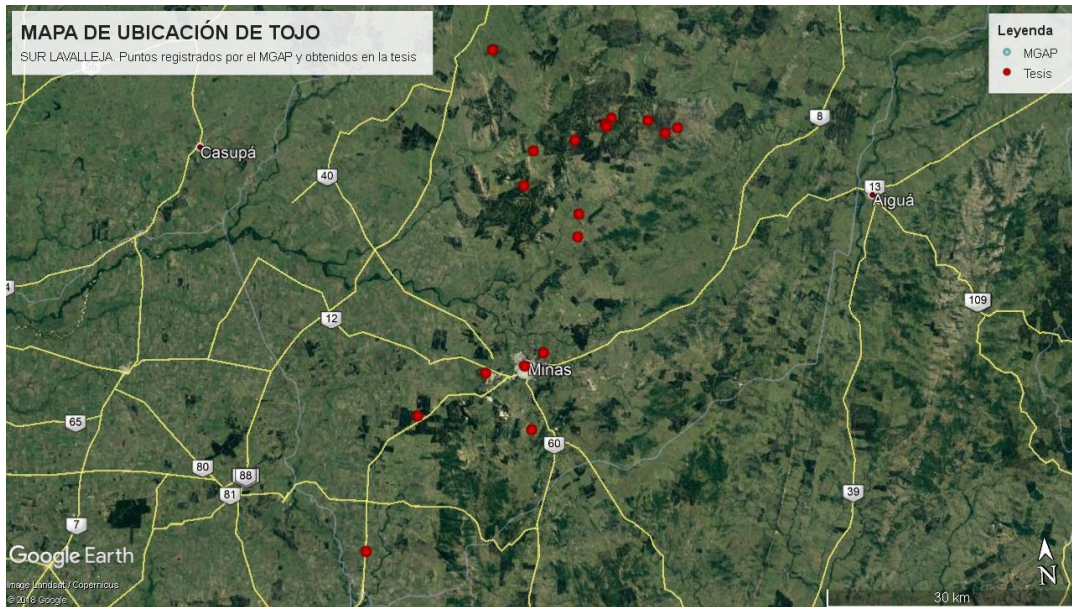 MAPA DE UBICACIÓN DE TOJO
SUR LAVALLEJA. Puntos registrados por el MGAP y obtenidos en la tesis
Leyenda
MGAP
Tesis
8
Casupá
40
13
Aiguá
109
4
12
Minas
65
60
80
88
81
39
7
Google Earth
Image Landsat / Copernicus
© 2018 Google
N
30 km